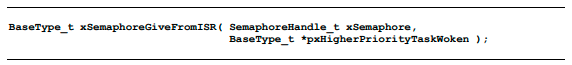 BaseType_t xSemaphoreGiveFromISR( SemaphoreHandle_t xSemaphore,
BaseType_t *pxHigherPriorityTaskWoken );